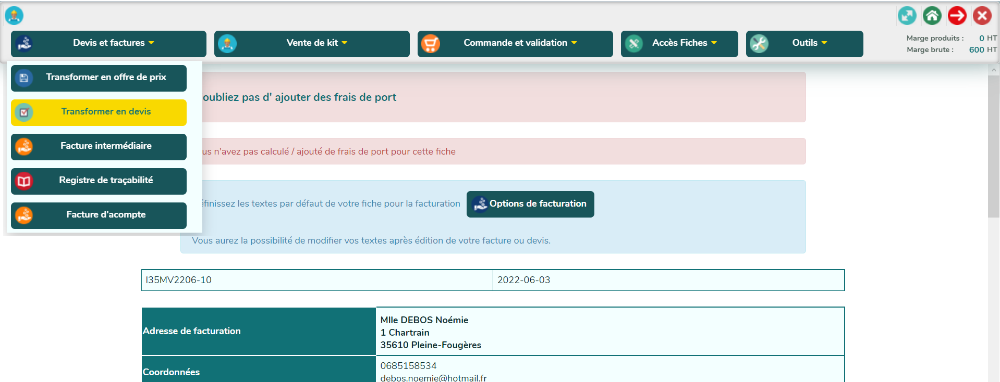 Devis et factures
Vente de kit
Commande et validation
Accès Fiches
Outils
Marge produits : 0 HT
Marge brute : 600 HT
Transformer en offre de prix
Transformer en devis
Facture intermédiaire
Registre de traçabilité
Facture d'acompte
oubliez pas d' ajouter des frais de port
us n'avez pas calculé / ajouté de frais de port pour cette fiche
éfinissez les textes par défaut de votre fiche pour la facturation
Options de facturation
Vous aurez la possibilité de modifier vos textes après édition de votre facture ou devis.
I35MV2206-10
2022-06-03
Adresse de facturation
Mlle DEBOS Noémie
1 Chartrain
35610 Pleine-Fougères
Coordonnées
0685158534
debos.noemie@hotmail.fr